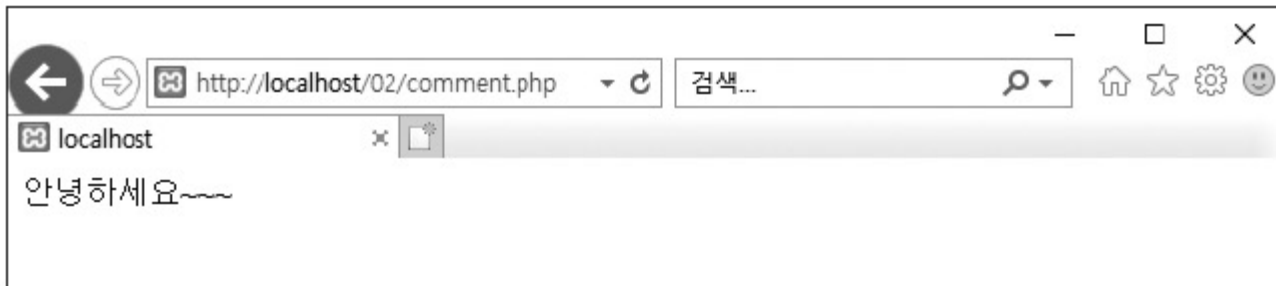 http://localhost/02/comment.php 검색...
localhost
안녕하세요~~~